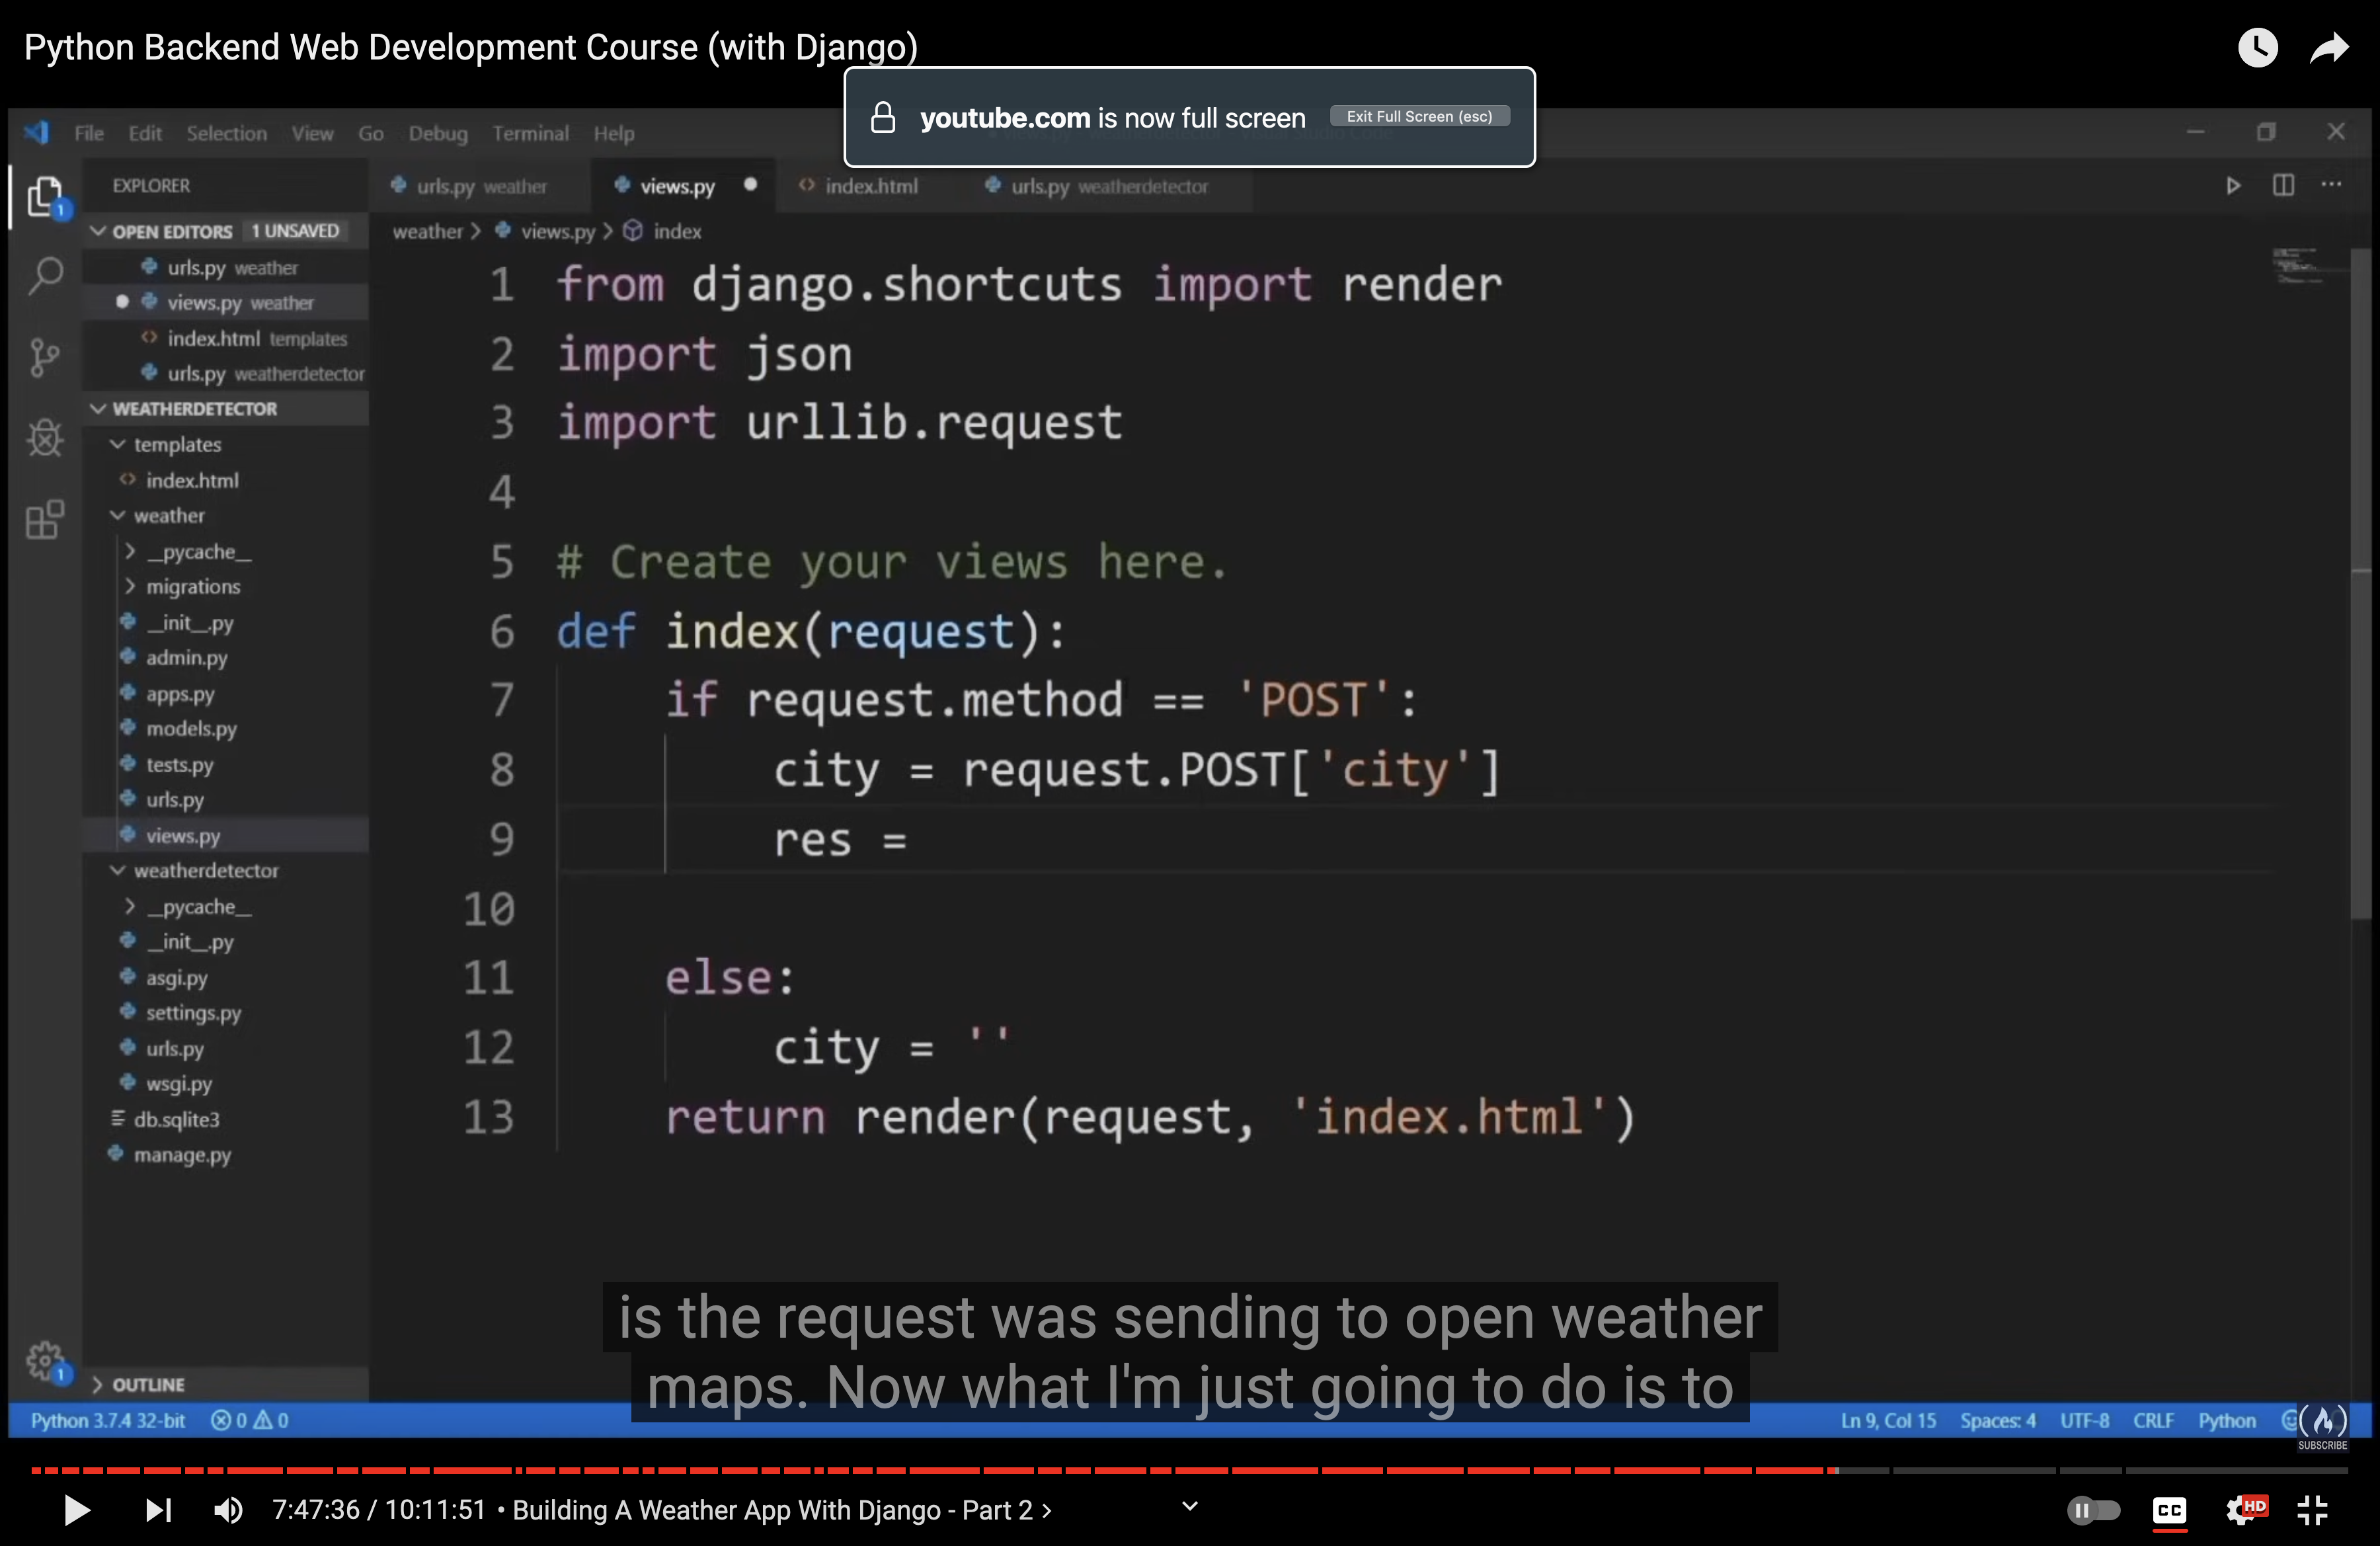 Python Backend Web Development Course (with Django)
youtube.com is now full screen Exit Full Screen (esc)
File Edit Selection View Go Debug Terminal Help
EXPLORER
urls.py weather views.py index.html urls.py weatherdetector
OPEN EDITORS 1 UNSAVED
weather > views.py > index
urls.py weather
views.py weather
index.html templates
urls.py weatherdetector
WEATHERDETECTOR
templates
index.html
weather
__pycache__
migrations
__init__.py
admin.py
apps.py
models.py
tests.py
urls.py
views.py
weatherdetector
__pycache__
__init__.py
asgi.py
settings.py
urls.py
wsgi.py
db.sqlite3
manage.py
OUTLINE
1
1
1 from django.shortcuts import render
2 import json
3 import urllib.request
4
5 # Create your views here.
6 def index(request):
7 if request.method == 'POST':
8 city = request.POST['city']
9 res =
10
11 else:
12 city = ''
13 return render(request, 'index.html')
is the request was sending to open weather
maps. Now what I'm just going to do is to
Python 3.7.4 32-bit 0 0 Ln 9, Col 15 Spaces: 4 UTF-8 CRLF Python
SUBSCRIBE
7:47:36 / 10:11:51 • Building A Weather App With Django - Part 2 >
CC HD